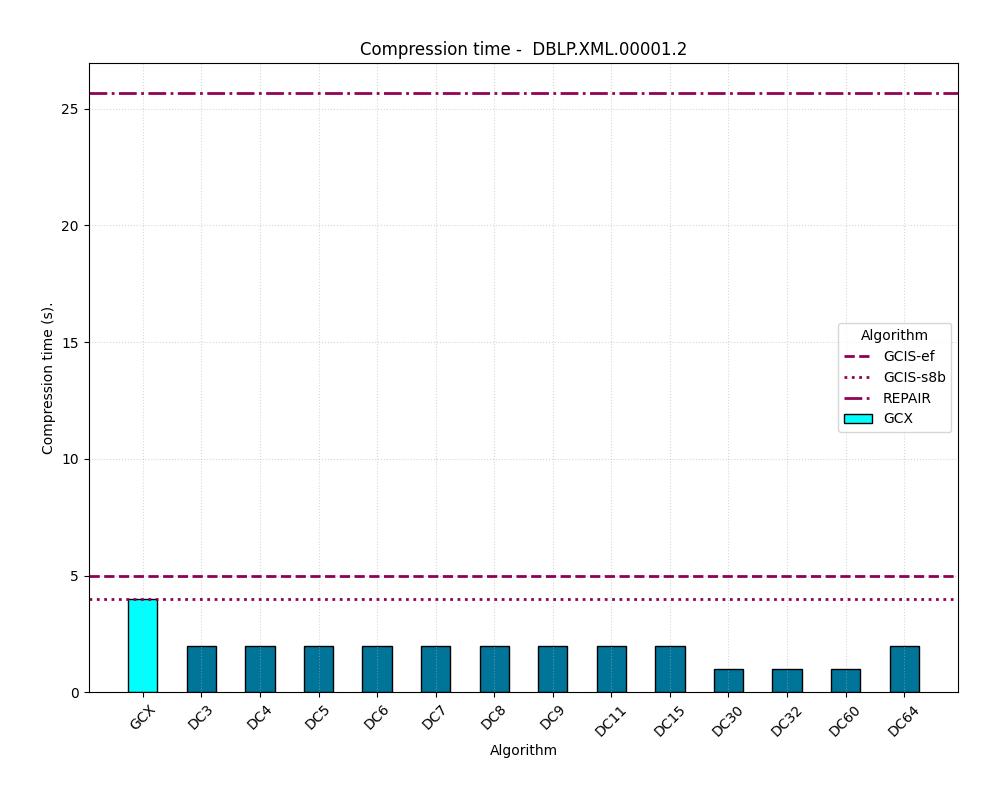 Compression time -  DBLP.XML.00001.2
Compression time (s).
25
20
15
10
5
0
Algorithm
GCIS-ef
GCIS-s8b
REPAIR
GCX
GCX
DC3
DC4
DC5
DC6
DC7
DC8
DC9
DC11
DC15
DC30
DC32
DC60
DC64
Algorithm